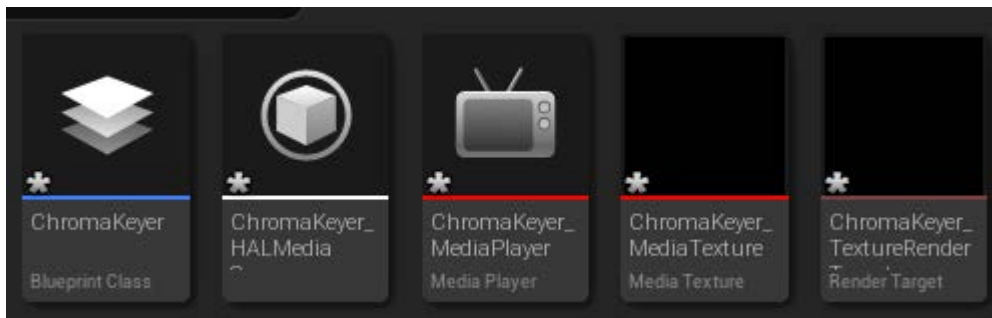 ChromaKeyer
Blueprint Class
ChromaKeyer_
HALMedia
ChromaKeyer_
MediaPlayer
Media Player
ChromaKeyer_
MediaTexture
Media Texture
ChromaKeyer_
TextureRender
Render Target